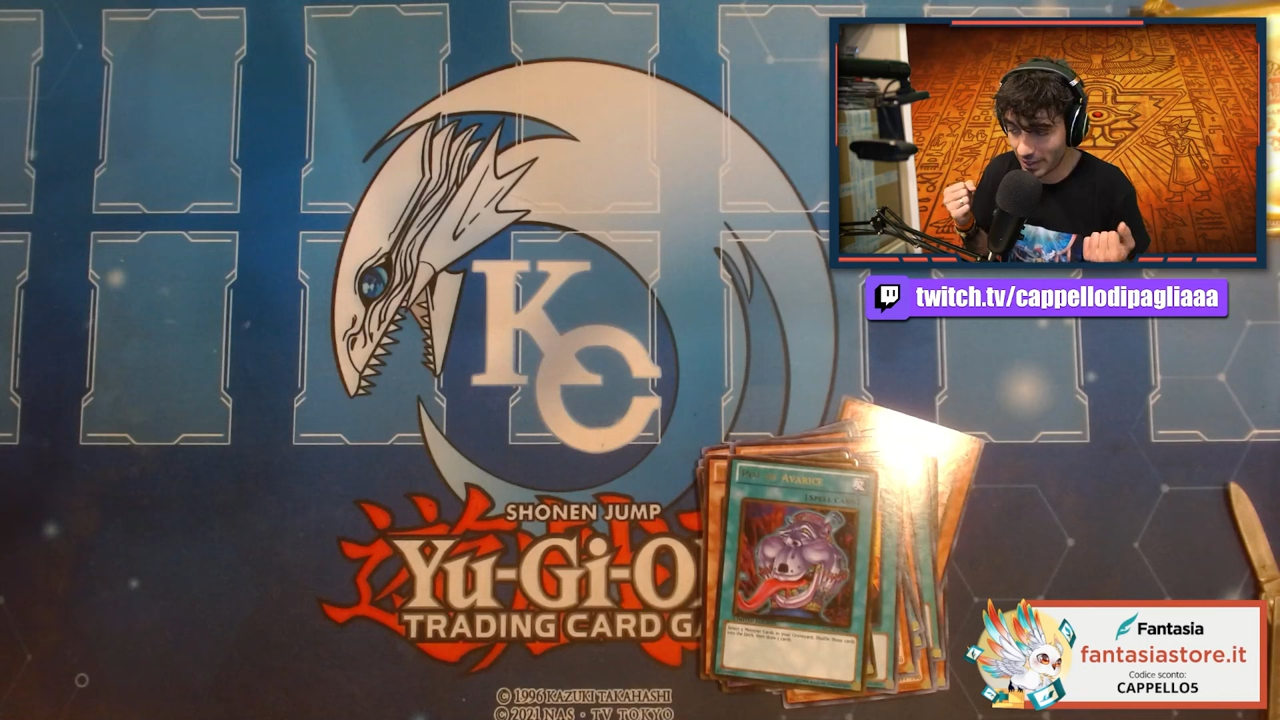 twitch.tv/cappellodipagliaaa
KC
AVARICE
SHONEN JUMP
Yu-Gi-O
TRADING CARD GA
© 1996 KAZUKI TAKAHASHI
© 2021 NAS • TV TOKYO
Fantasia
fantasiastore.it
Codice sconto:
CAPPELLO5